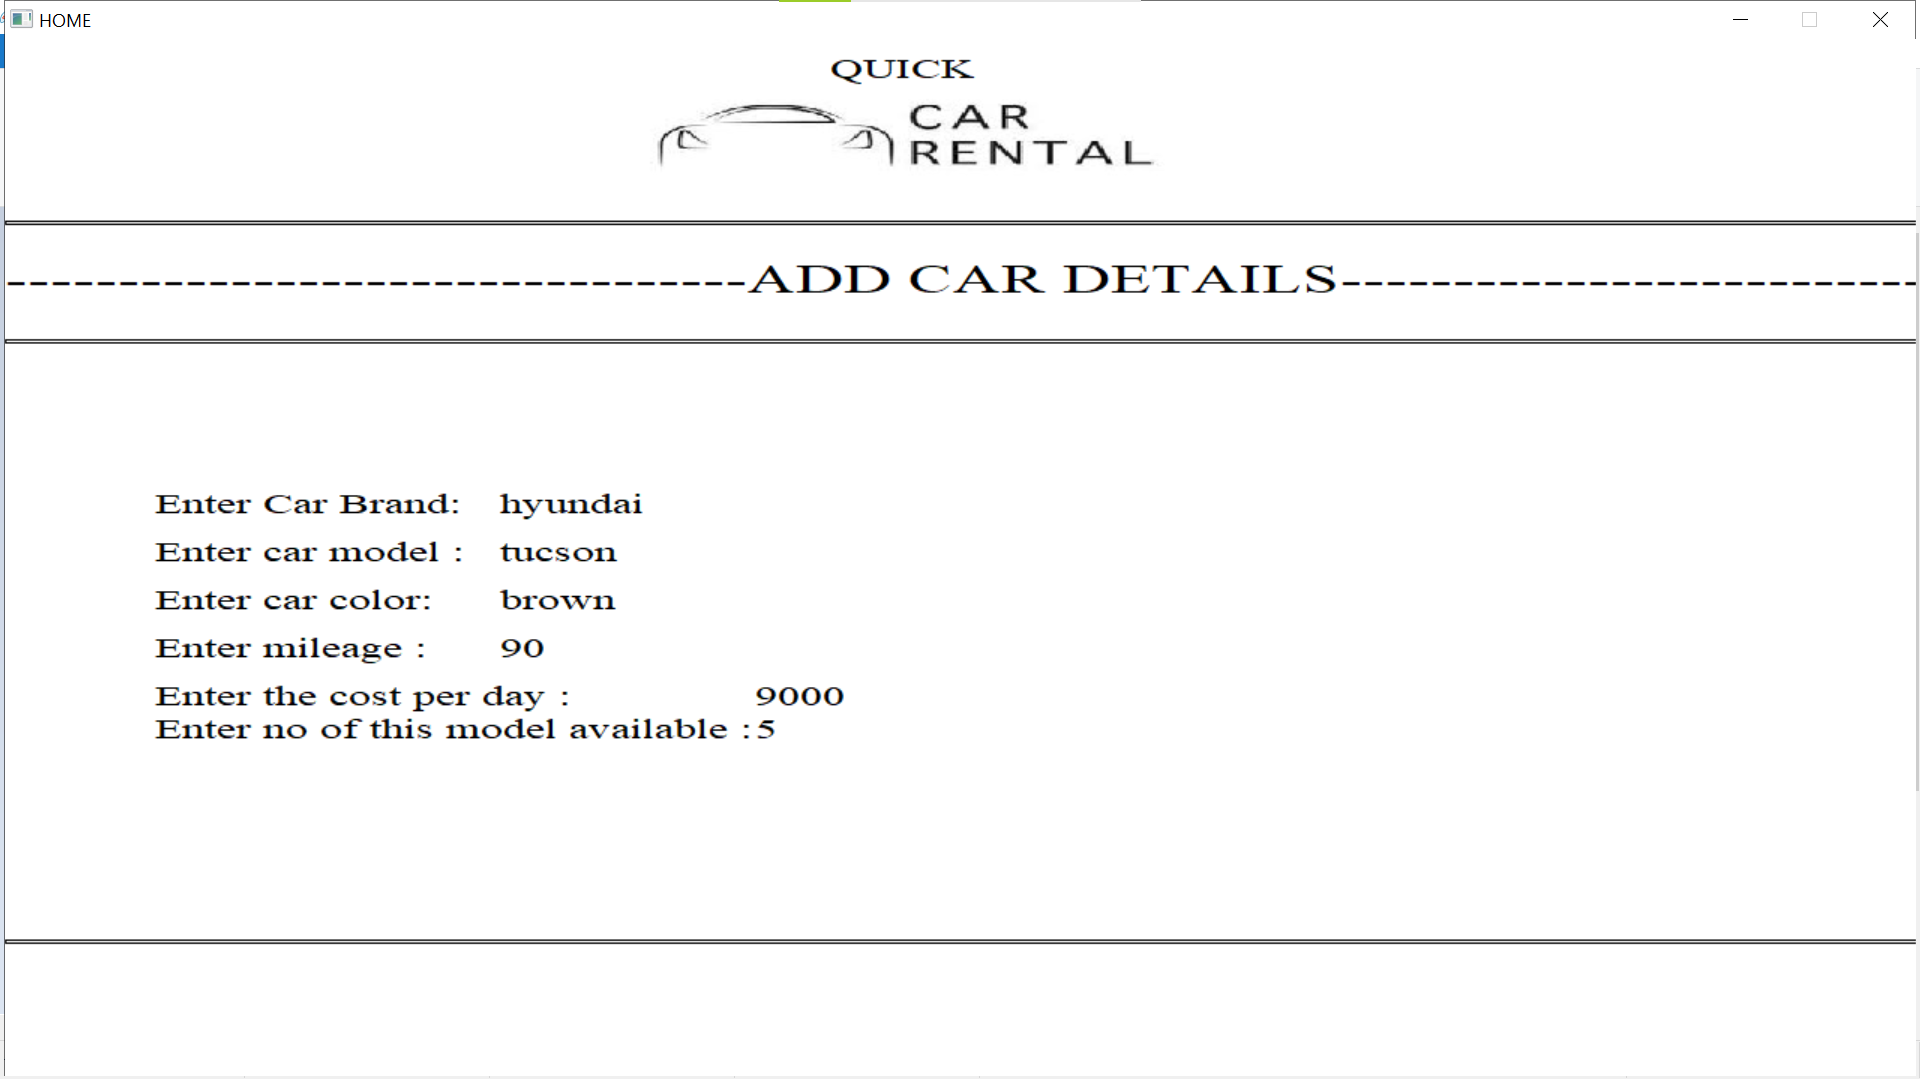 HOME
QUICK
CAR
RENTAL
---------------------------------ADD CAR DETAILS--------------------------
Enter Car Brand: hyundai
Enter car model : tucson
Enter car color: brown
Enter mileage : 90
Enter the cost per day : 9000
Enter no of this model available :5